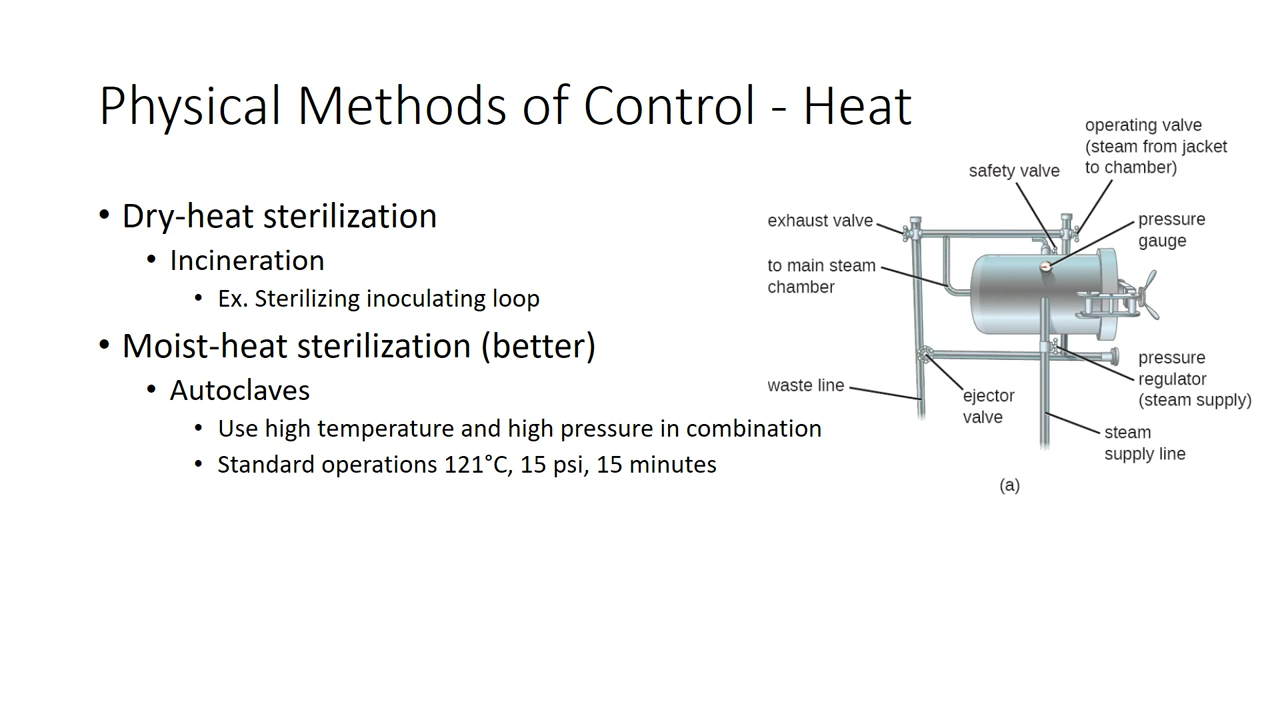 Physical Methods of Control - Heat
• Dry-heat sterilization
• Incineration
• Ex. Sterilizing inoculating loop
• Moist-heat sterilization (better)
• Autoclaves
• Use high temperature and high pressure in combination
• Standard operations 121°C, 15 psi, 15 minutes
operating valve
(steam from jacket
to chamber)
safety valve
exhaust valve
pressure
gauge
to main steam
chamber
pressure
regulator
(steam supply)
waste line
ejector
valve
steam
supply line
(a)